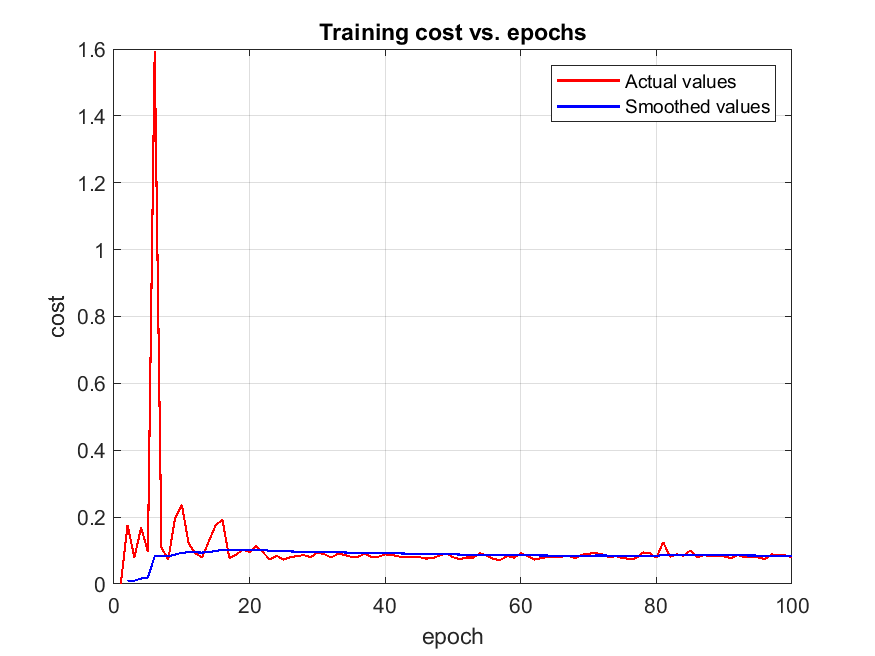 Training cost vs. epochs
1.6
1.4
1.2
1
0.8
0.6
0.4
0.2
0
cost
Actual values
Smoothed values
0 20 40 60 80 100
epoch